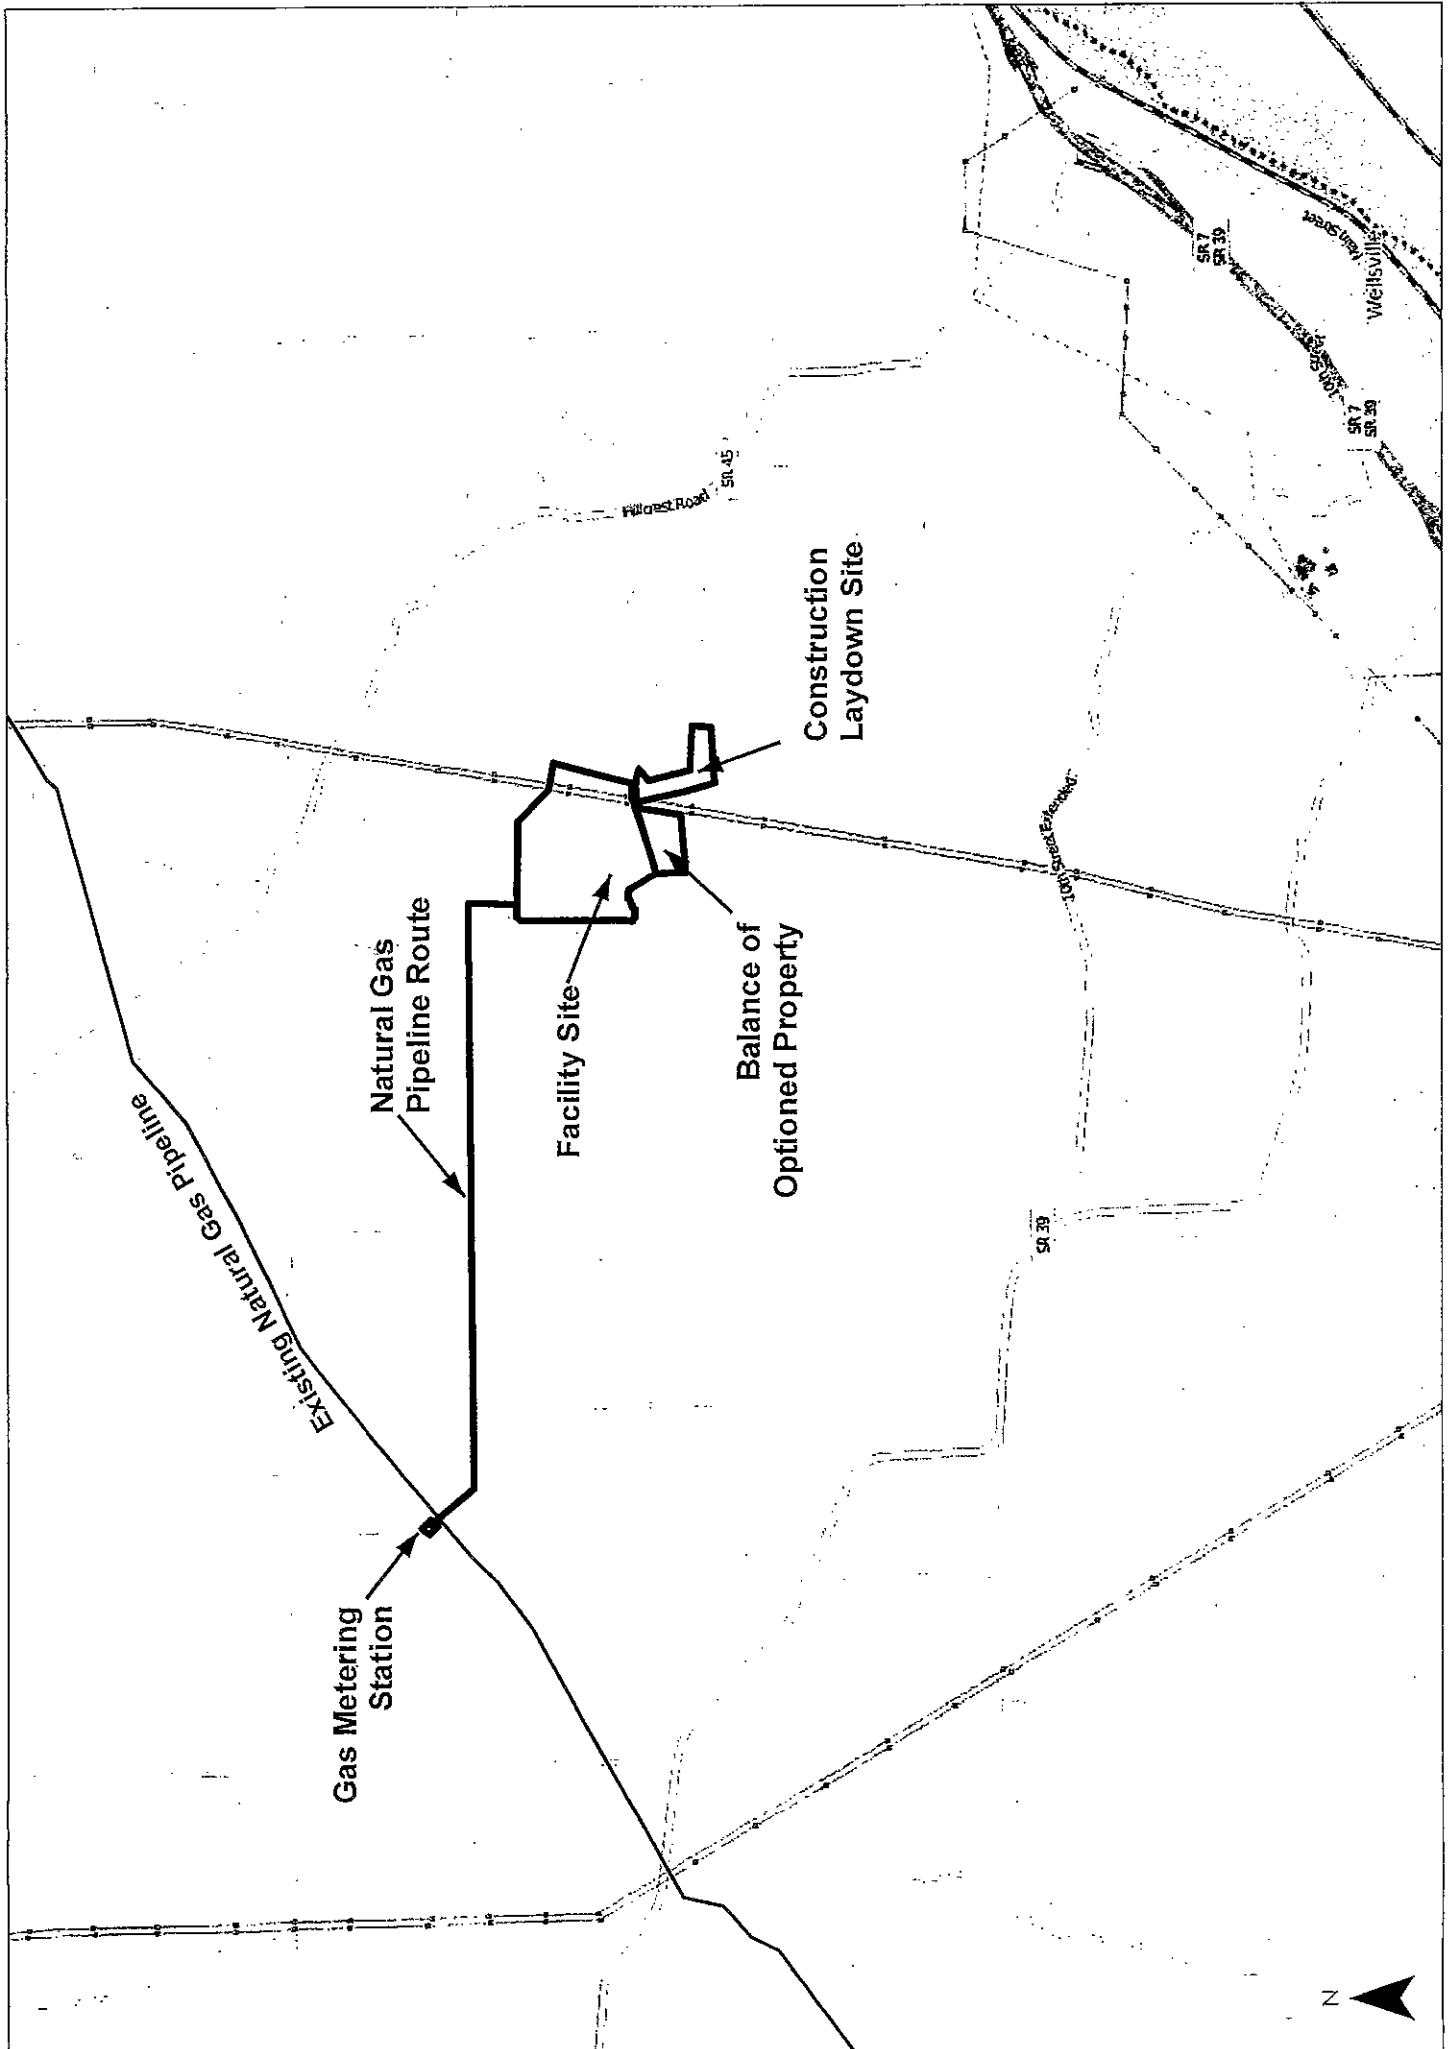 Existing Natural Gas Pipeline
Gas Metering
Station
Natural Gas
Pipeline Route
Facility Site
Balance of
Optioned Property
Construction
Laydown Site
Hillcrest Road
SR 45
SR 39
10th Street Extended
SR 7
SR 39
10th Street
SR 7
SR 39
Main Street
Wellsville
N